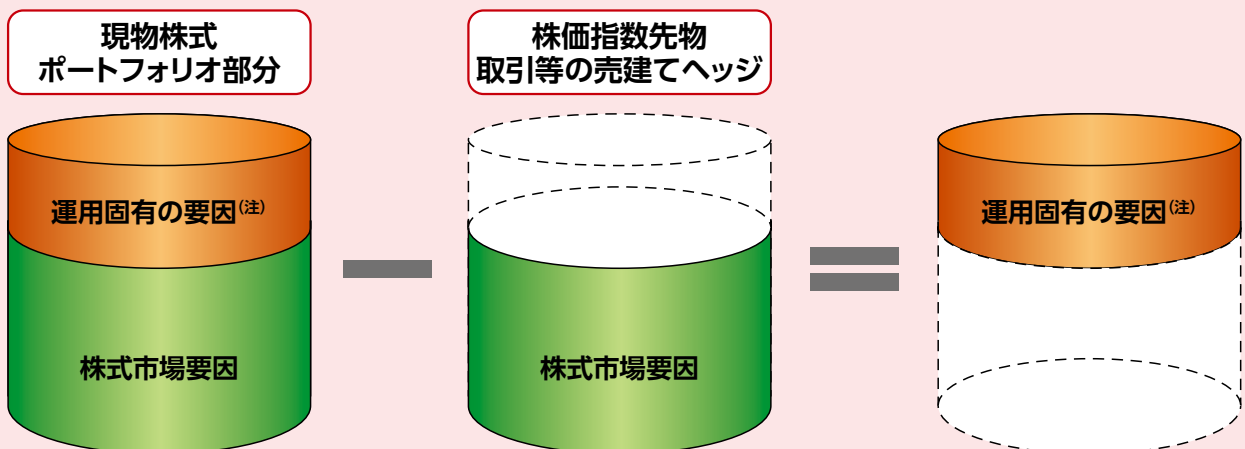 現物株式
ポートフォリオ部分
株価指数先物
取引等の売建てヘッジ
運用固有の要因(注)
株式市場要因
株式市場要因
運用固有の要因(注)